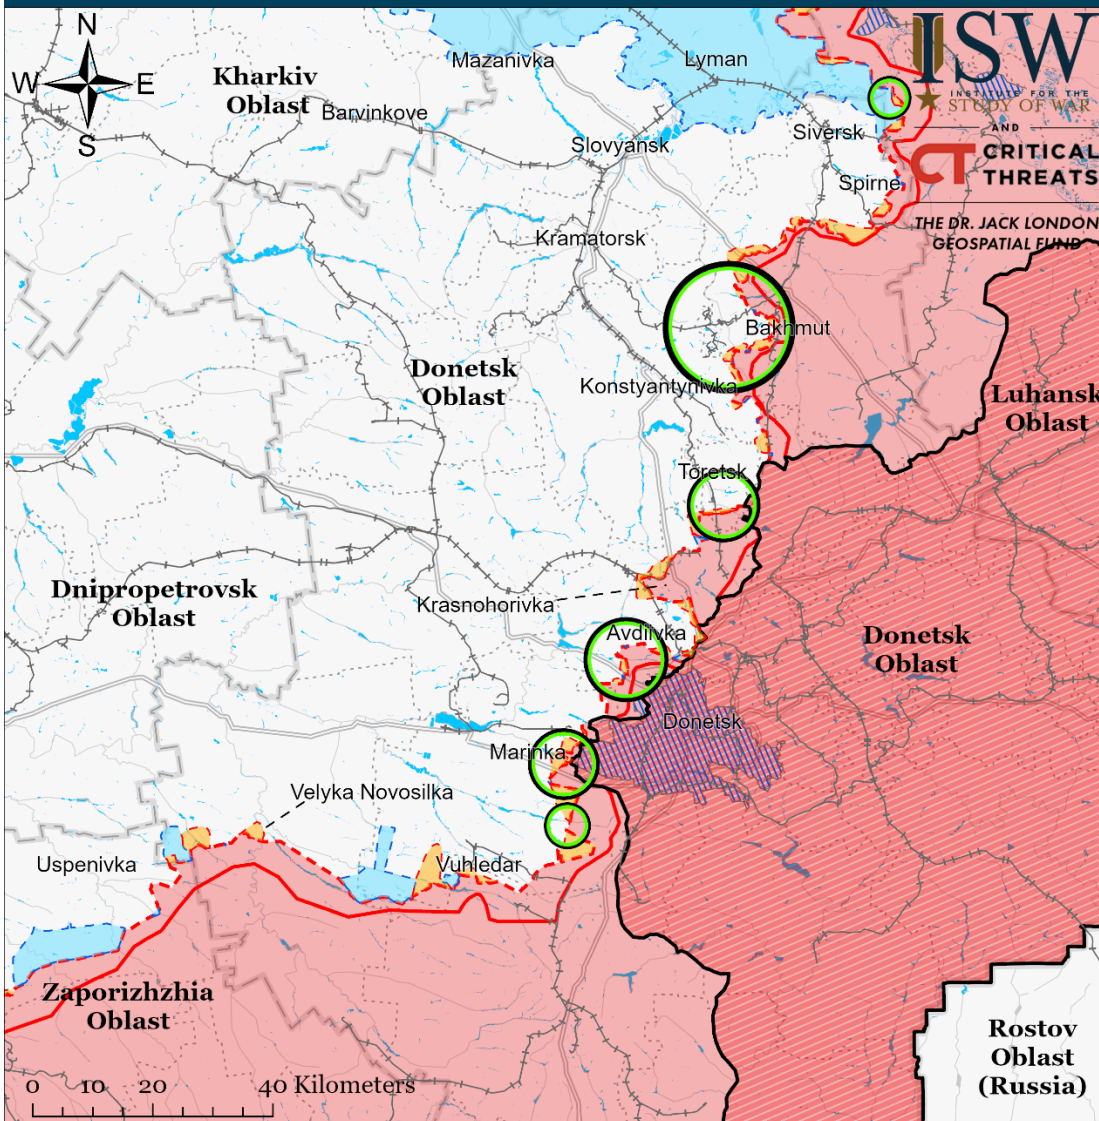 N
W
E
S
Kharkiv
Oblast
Mazanivka
Lyman
Barvinkove
Slovyansk
Siversk
Spirne
ISW
INSTITUTE FOR THE
STUDY OF WAR
AND
CT CRITICAL
THREATS
THE DR. JACK LONDON
GEOSPATIAL FUND
Kramatorsk
Bakhmut
Donetsk
Oblast
Konstyantynivka
Luhansk
Oblast
Toretsk
Dnipropetrovsk
Oblast
Krasnohorivka
Avdiivka
Donetsk
Oblast
Donetsk
Marinka
Velyka Novosilka
Uspenivka
Vuhledar
Zaporizhzhia
Oblast
Rostov
Oblast
(Russia)
0 10 20 40 Kilometers